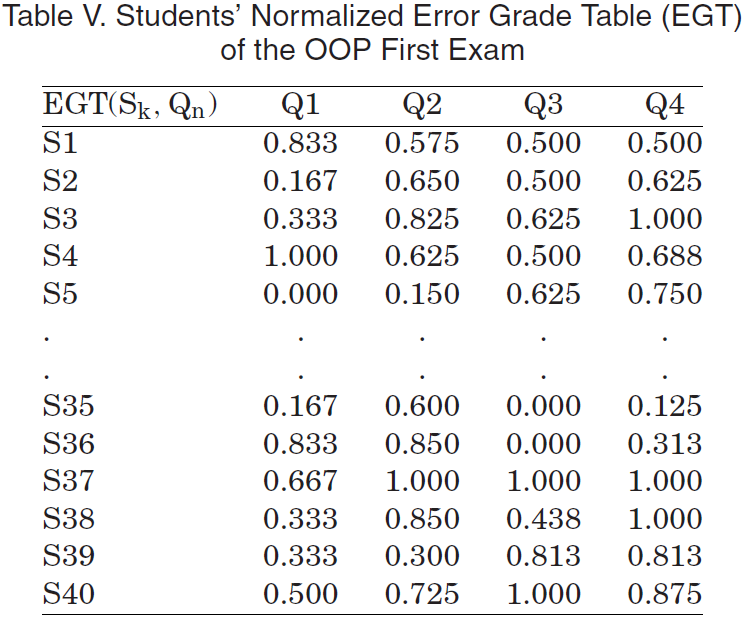 Table V. Students’ Normalized Error Grade Table (EGT)
of the OOP First Exam
EGT(Sk, Qn) Q1 Q2 Q3 Q4
S1 0.833 0.575 0.500 0.500
S2 0.167 0.650 0.500 0.625
S3 0.333 0.825 0.625 1.000
S4 1.000 0.625 0.500 0.688
S5 0.000 0.150 0.625 0.750
. . . . .
. . . . .
S35 0.167 0.600 0.000 0.125
S36 0.833 0.850 0.000 0.313
S37 0.667 1.000 1.000 1.000
S38 0.333 0.850 0.438 1.000
S39 0.333 0.300 0.813 0.813
S40 0.500 0.725 1.000 0.875